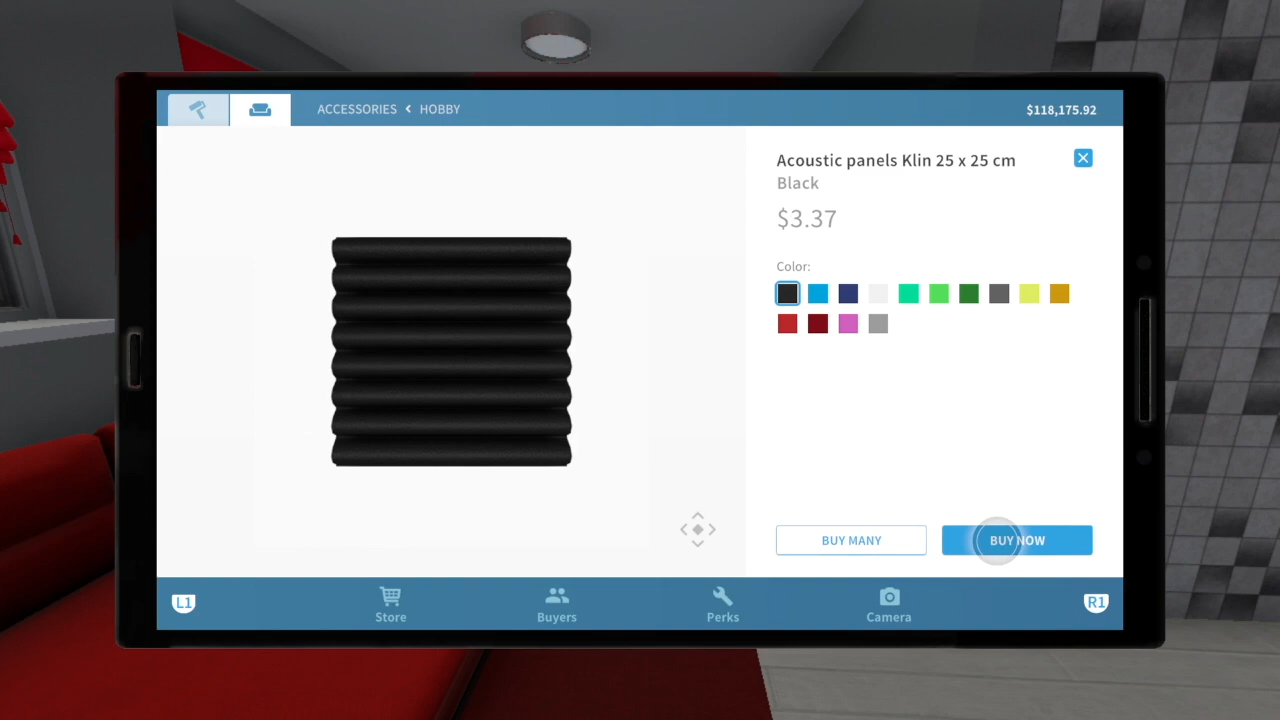 ACCESSORIES < HOBBY
$118,175.92
Acoustic panels Klin 25 x 25 cm
Black
$3.37
Color:
BUY MANY
BUY NOW
L1
Store
Buyers
Perks
Camera
R1